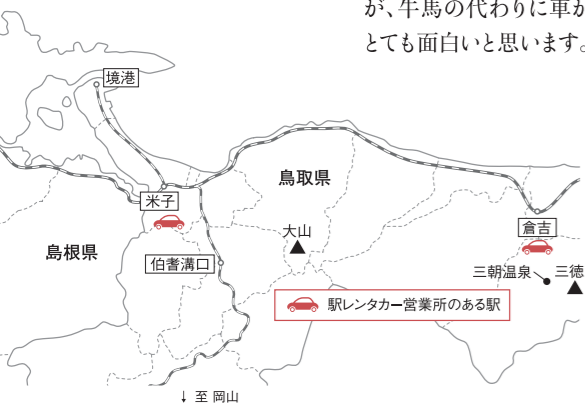 が、牛馬の代わりに車が
とても面白いと思います。
境港
鳥取県
米子
大山
倉吉
島根県
伯耆溝口
三朝温泉
三徳
駅レンタカー営業所のある駅
↓ 至 岡山